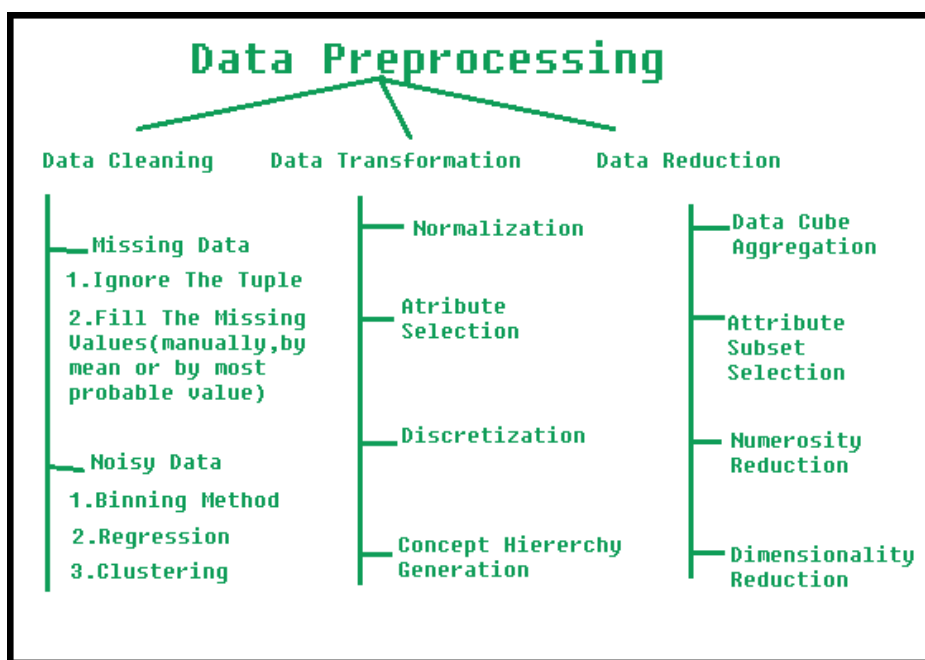 Data Preprocessing
Data Cleaning
Missing Data
1.Ignore The Tuple
2.Fill The Missing
Values(manually,by
mean or by most
probable value)
Noisy Data
1.Binning Method
2.Regression
3.Clustering
Data Transformation
Normalization
Atribute
Selection
Discretization
Concept Hiererchy
Generation
Data Reduction
Data Cube
Aggregation
Attribute
Subset
Selection
Numerosity
Reduction
Dimensionality
Reduction